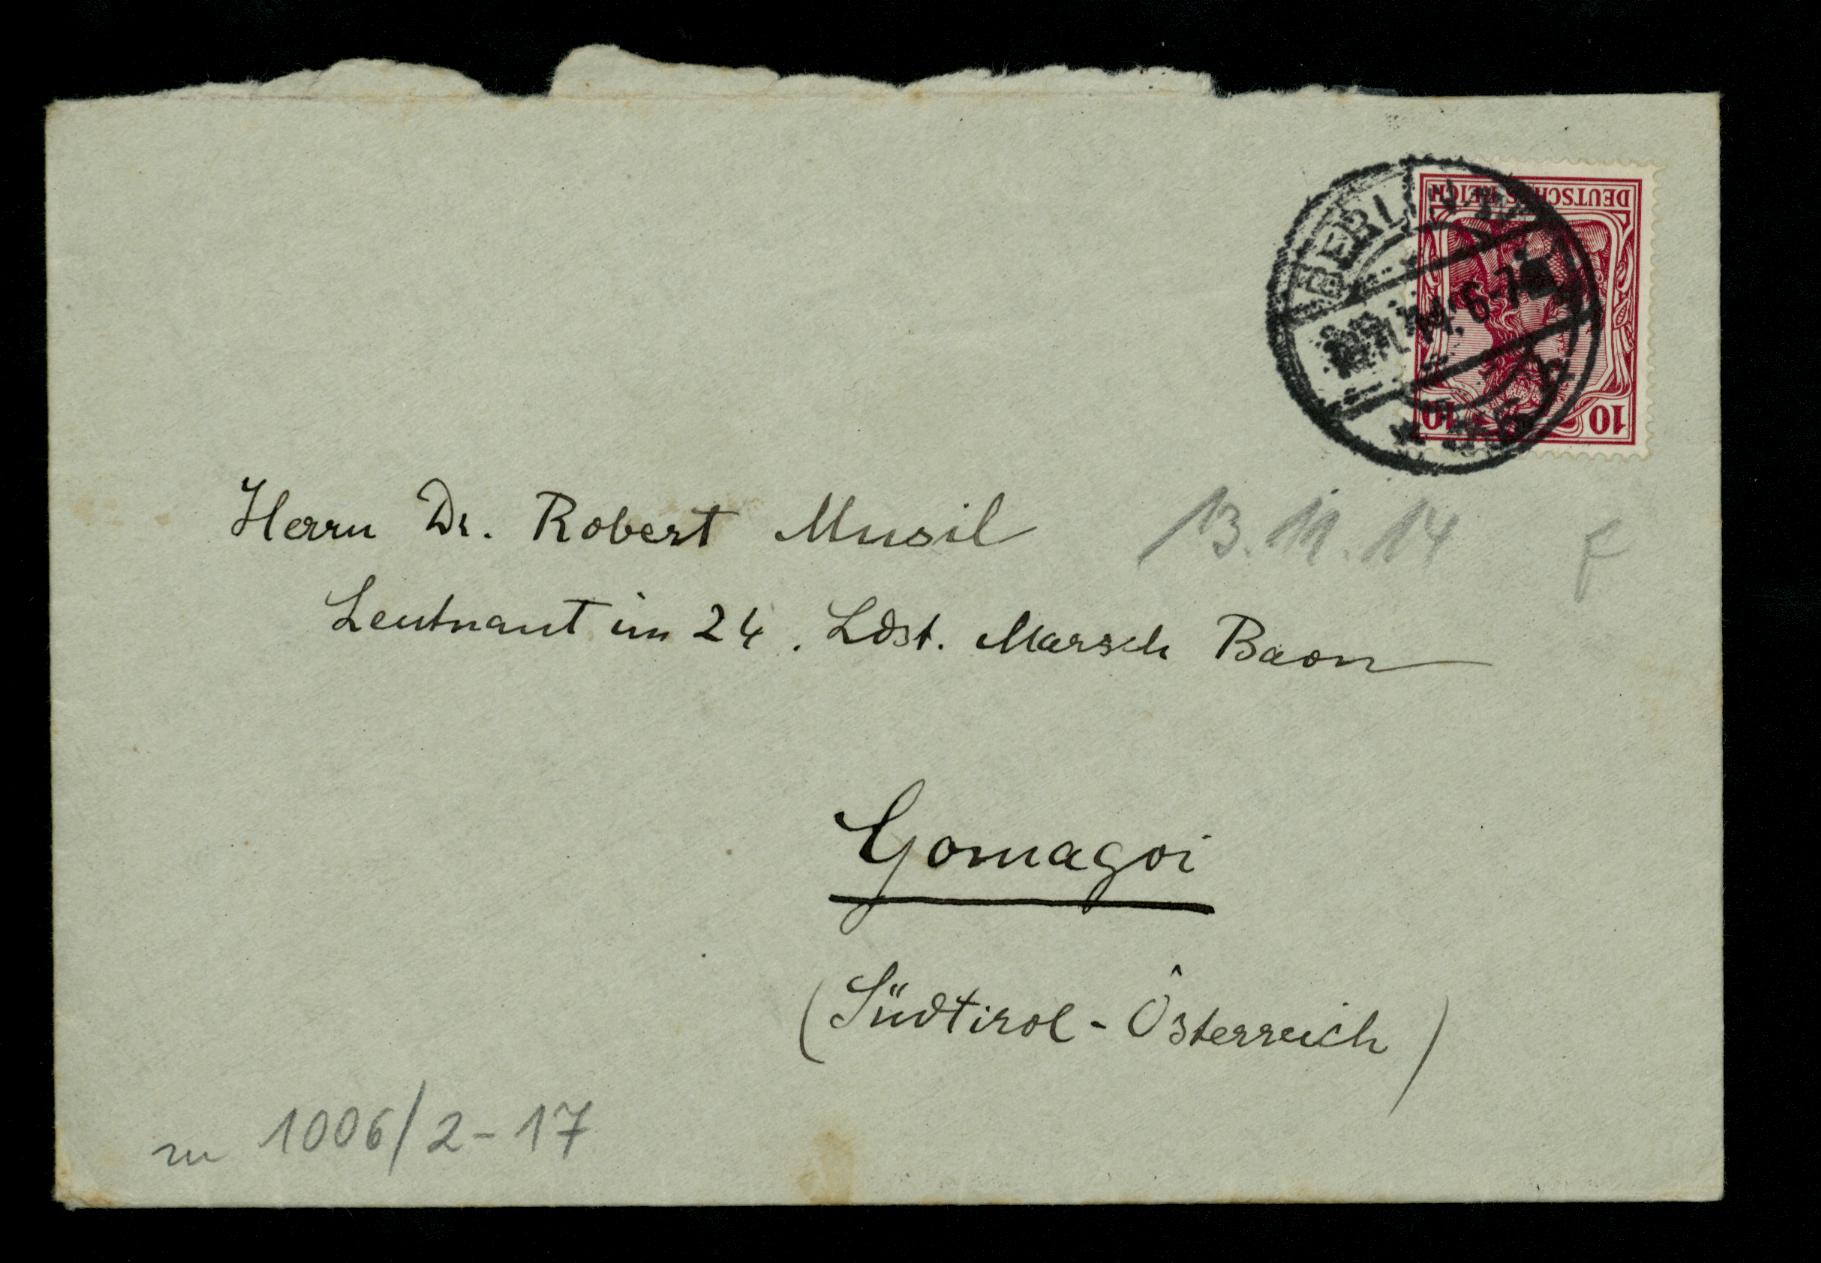 DEUTSCHES REICH
10 10
BERLIN
14. 6-7
Herrn Dr. Robert Musil
13.11.14 f
Leutnant im 24. Ldst. Marsch Baon
Gomagoi
(Südtirol - Österreich)
1006/2-17